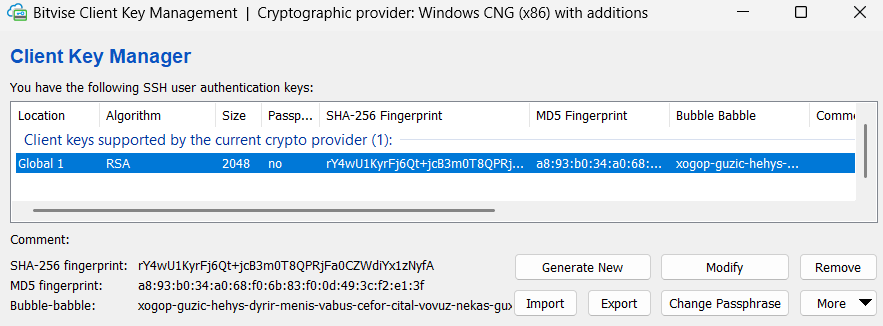 Bitvise Client Key Management | Cryptographic provider: Windows CNG (x86) with additions
Client Key Manager
You have the following SSH user authentication keys:
Location Algorithm Size Passp... SHA-256 Fingerprint MD5 Fingerprint Bubble Babble Comme
Client keys supported by the current crypto provider (1):
Global 1 RSA 2048 no rY4wU1KyrFj6Qt+jcB3m0T8QPRj... a8:93:b0:34:a0:68:... xogop-guzic-hehys-...
Comment:
SHA-256 fingerprint: rY4wU1KyrFj6Qt+jcB3m0T8QPRjFa0CZWdiYx1zNyfA
Generate New Modify Remove
MD5 fingerprint: a8:93:b0:34:a0:68:f0:6b:83:f0:0d:49:3c:f2:e1:3f
Bubble-babble: xogop-guzic-hehys-dyrir-menis-vabus-cefor-cital-vovuz-nekas-gux
Import Export Change Passphrase More